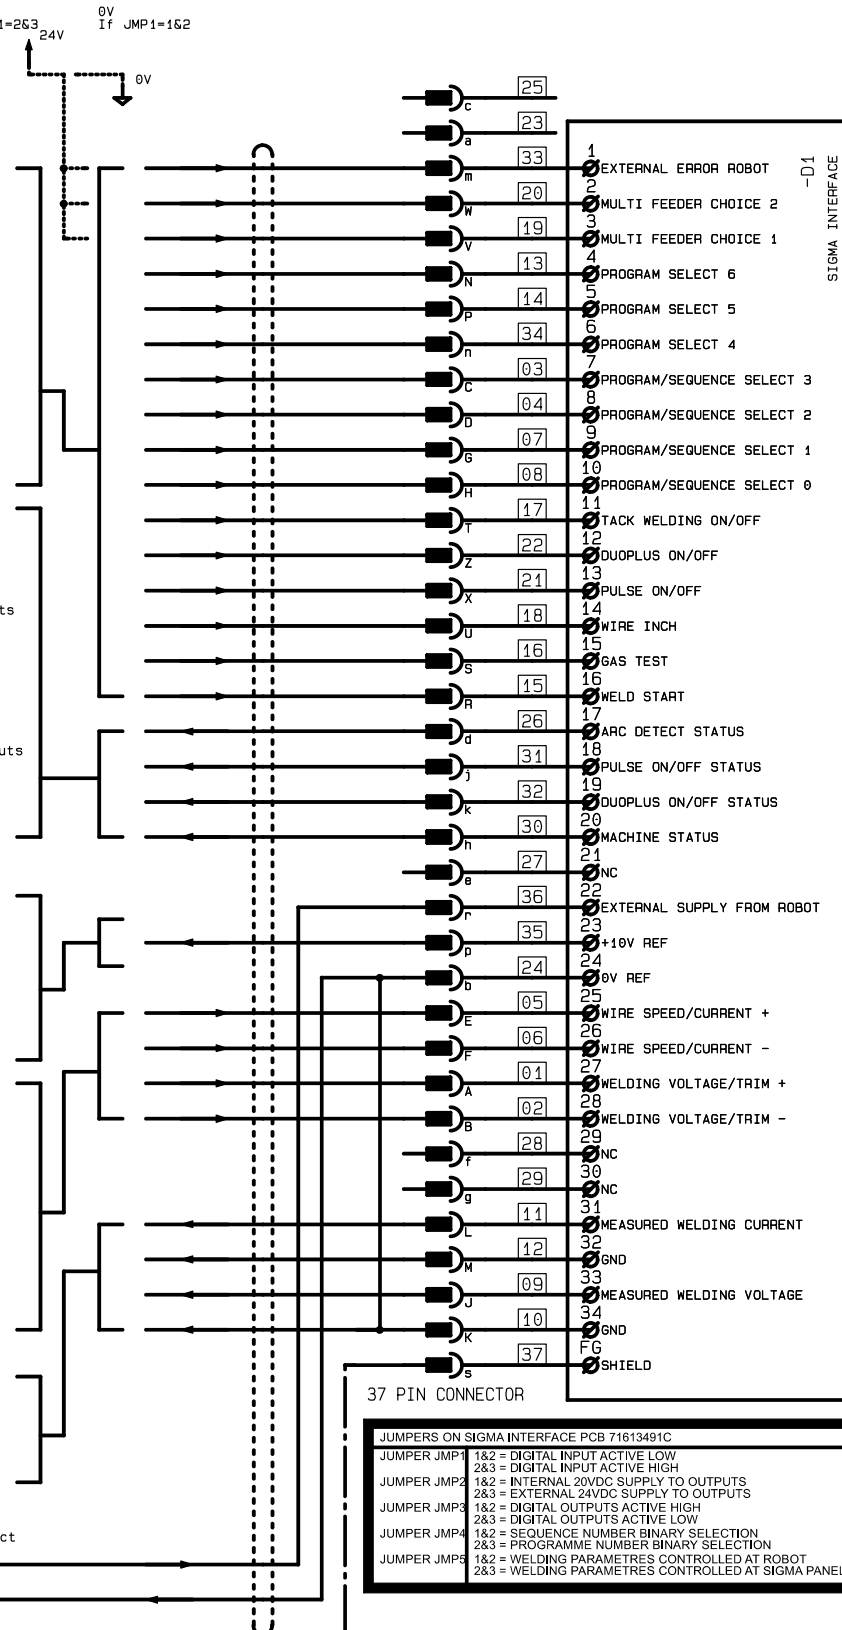 0V
1=2&3 If JMP1=1&2
24V
0V
25
c
23
a
-D1
SIGMA INTERFACE
33 m 1 EXTERNAL ERROR ROBOT
20 W 2 MULTI FEEDER CHOICE 2
19 V 3 MULTI FEEDER CHOICE 1
13 N 4 PROGRAM SELECT 6
14 P 5 PROGRAM SELECT 5
34 n 6 PROGRAM SELECT 4
03 C 7 PROGRAM/SEQUENCE SELECT 3
04 D 8 PROGRAM/SEQUENCE SELECT 2
07 G 9 PROGRAM/SEQUENCE SELECT 1
08 H 10 PROGRAM/SEQUENCE SELECT 0
17 T 11 TACK WELDING ON/OFF
22 Z 12 DUOPLUS ON/OFF
21 X 13 PULSE ON/OFF
ts
18 U 14 WIRE INCH
16 S 15 GAS TEST
15 R 16 WELD START
26 d 17 ARC DETECT STATUS
uts
31 j 18 PULSE ON/OFF STATUS
32 k 19 DUOPLUS ON/OFF STATUS
30 h 20 MACHINE STATUS
27 e 21 NC
36 r 22 EXTERNAL SUPPLY FROM ROBOT
35 p 23 +10V REF
24 b 24 0V REF
05 E 25 WIRE SPEED/CURRENT +
06 F 26 WIRE SPEED/CURRENT -
01 A 27 WELDING VOLTAGE/TRIM +
02 B 28 WELDING VOLTAGE/TRIM -
28 f 29 NC
29 g 30 NC
11 L 31 MEASURED WELDING CURRENT
12 M 32 GND
09 J 33 MEASURED WELDING VOLTAGE
10 K 34 GND
37 s FG SHIELD
37 PIN CONNECTOR
JUMPERS ON SIGMA INTERFACE PCB 71613491C
JUMPER JMP1 1&2 = DIGITAL INPUT ACTIVE LOW
2&3 = DIGITAL INPUT ACTIVE HIGH
JUMPER JMP2 1&2 = INTERNAL 20VDC SUPPLY TO OUTPUTS
2&3 = EXTERNAL 24VDC SUPPLY TO OUTPUTS
JUMPER JMP3 1&2 = DIGITAL OUTPUTS ACTIVE HIGH
2&3 = DIGITAL OUTPUTS ACTIVE LOW
JUMPER JMP4 1&2 = SEQUENCE NUMBER BINARY SELECTION
2&3 = PROGRAMME NUMBER BINARY SELECTION
JUMPER JMP5 1&2 = WELDING PARAMETRES CONTROLLED AT ROBOT
2&3 = WELDING PARAMETRES CONTROLLED AT SIGMA PANEL
ct